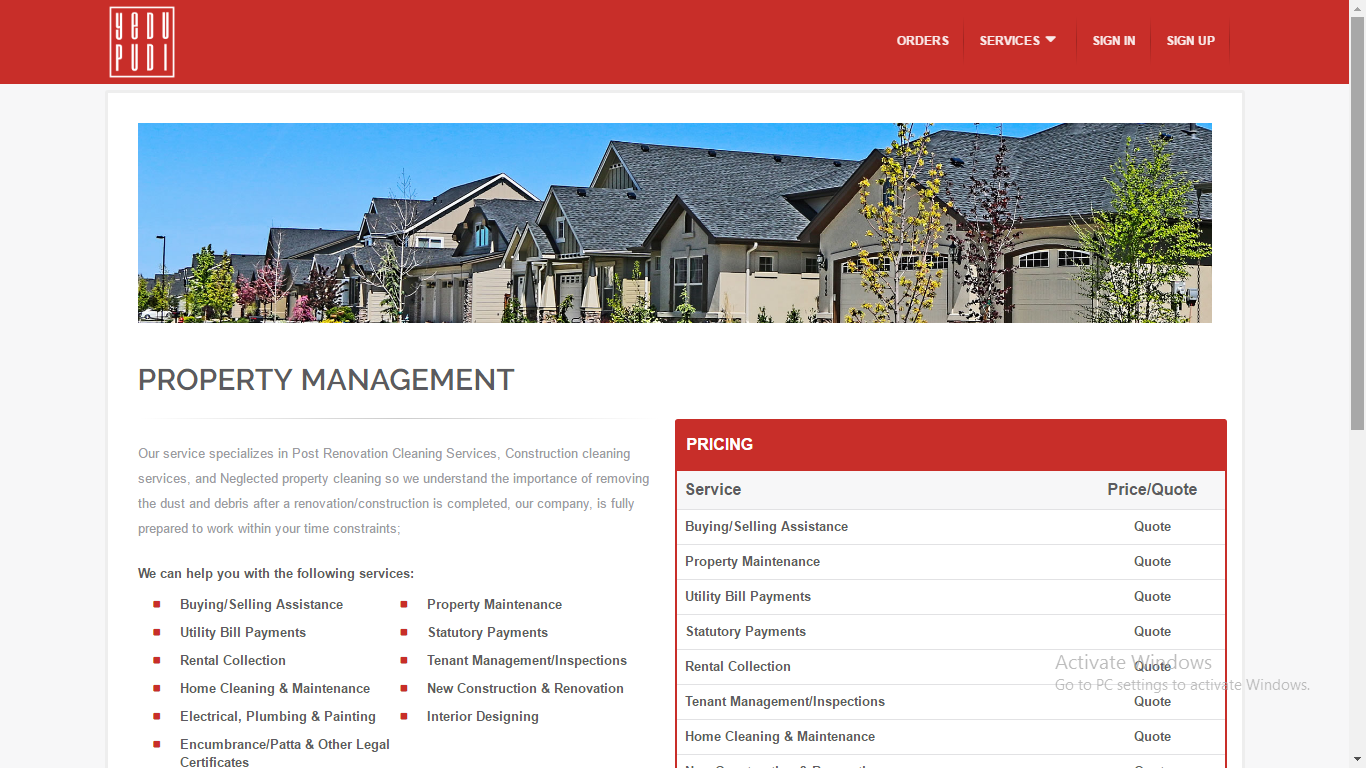 YEDU
PUDI
ORDERS
SERVICES
SIGN IN
SIGN UP
PROPERTY MANAGEMENT
Our service specializes in Post Renovation Cleaning Services, Construction cleaning
services, and Neglected property cleaning so we understand the importance of removing
the dust and debris after a renovation/construction is completed, our company, is fully
prepared to work within your time constraints;
We can help you with the following services:
Buying/Selling Assistance
Property Maintenance
Utility Bill Payments
Statutory Payments
Rental Collection
Tenant Management/Inspections
Home Cleaning & Maintenance
New Construction & Renovation
Electrical, Plumbing & Painting
Interior Designing
Encumbrance/Patta & Other Legal
Certificates
PRICING
Service Price/Quote
Buying/Selling Assistance Quote
Property Maintenance Quote
Utility Bill Payments Quote
Statutory Payments Quote
Rental Collection Quote
Tenant Management/Inspections Quote
Home Cleaning & Maintenance Quote
Activate Windows
Go to PC settings to activate Windows.